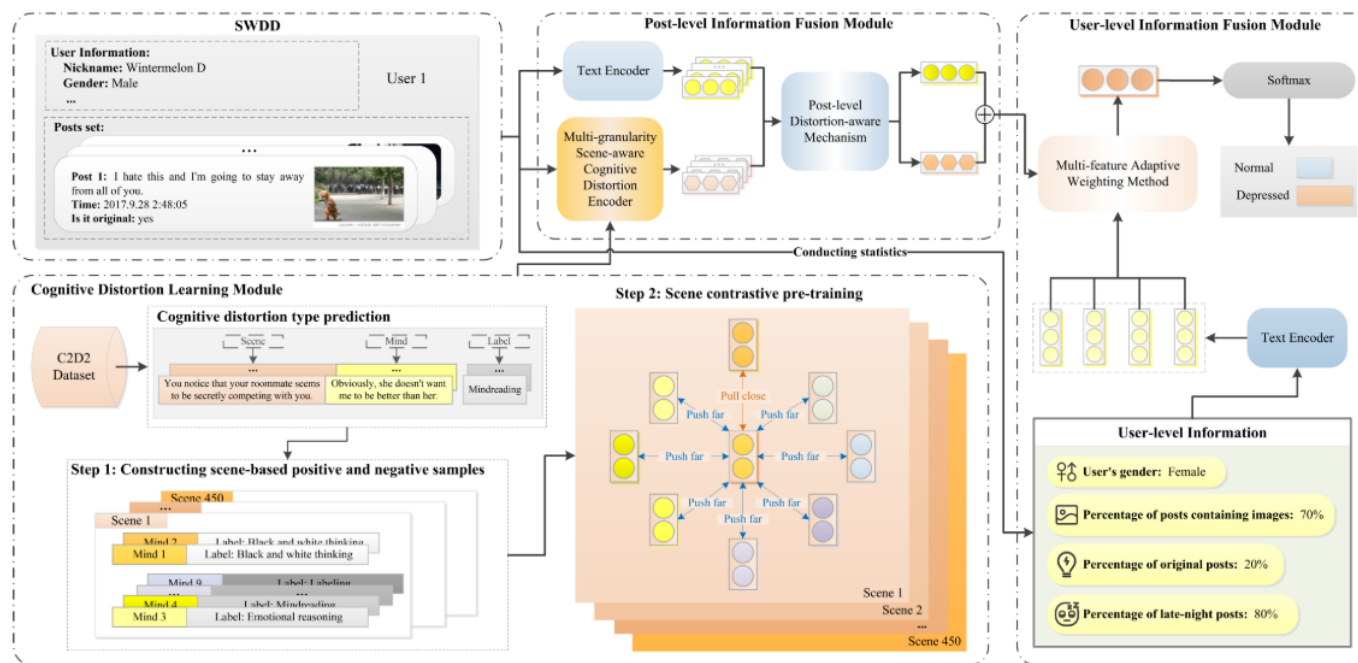 SWDD
User Information:
Nickname: Wintermelon D
Gender: Male
...
User 1
Posts set:
...
Post 1: I hate this and I'm going to stay away
from all of you.
Time: 2017.9.28 2:48:05
Is it original: yes
Post-level Information Fusion Module
Text Encoder
...
Multi-granularity
Scene-aware
Cognitive
Distortion
Encoder
...
Post-level
Distortion-aware
Mechanism
User-level Information Fusion Module
Softmax
Multi-feature Adaptive
Weighting Method
Normal
Depressed
Conducting statistics
Text Encoder
User-level Information
User's gender: Female
Percentage of posts containing images: 70%
Percentage of original posts: 20%
Percentage of late-night posts: 80%
Cognitive Distortion Learning Module
C2D2
Dataset
Cognitive distortion type prediction
Scene
Mind
Label
...
...
...
You notice that your roommate seems
to be secretly competing with you.
Obviously, she doesn't want
me to be better than her.
Mindreading
Step 1: Constructing scene-based positive and negative samples
Scene 450
...
Scene 1
Mind 2
Label: Black and white thinking
Mind 1
Label: Black and white thinking
Mind 9
Label: Labeling
...
...
Mind 4
Label: Mindreading
Mind 3
Label: Emotional reasoning
Step 2: Scene contrastive pre-training
Pull close
Push far
Push far
Push far
Push far
Push far
Push far
Push far
Scene 1
Scene 2
...
Scene 450